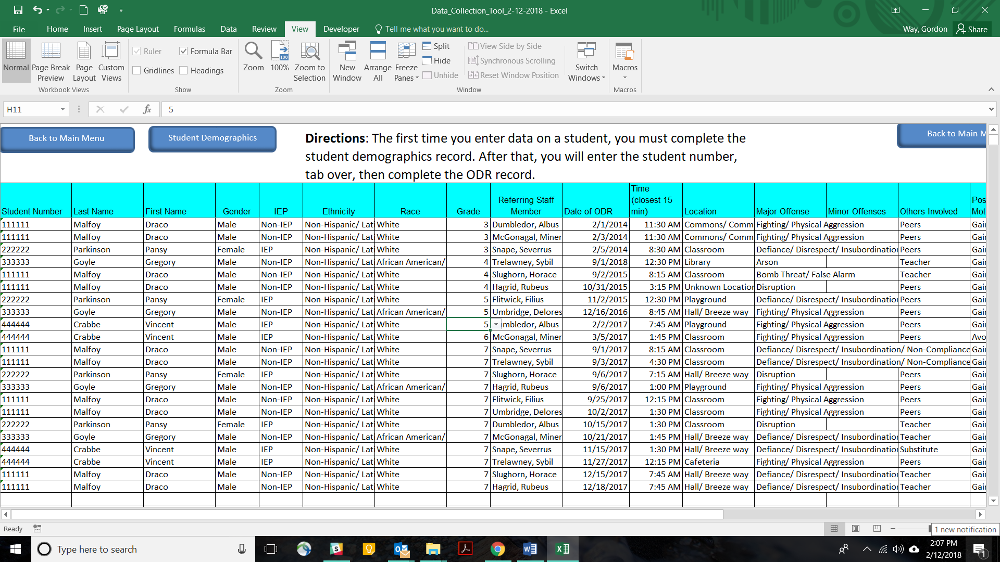 Data_Collection_Tool_2-12-2018 - Excel
File Home Insert Page Layout Formulas Data Review View Developer Tell me what you want to do... Way, Gordon Share
Normal Page Break Preview Page Layout Custom Views
Workbook Views
Ruler Formula Bar
Gridlines Headings
Show
Zoom 100% Zoom to Selection
100
Zoom
New Window Arrange All Freeze Panes
Split View Side by Side
Hide Synchronous Scrolling
Unhide Reset Window Position
Switch Windows
Window
Macros
Macros
H11 fx 5
Back to Main Menu Student Demographics
Directions: The first time you enter data on a student, you must complete the
student demographics record. After that, you will enter the student number,
tab over, then complete the ODR record.
Back to Main M
Student Number Last Name First Name Gender IEP Ethnicity Race Grade Referring Staff Member Date of ODR Time (closest 15 min) Location Major Offense Minor Offenses Others Involved Pos Mot
111111 Malfoy Draco Male Non-IEP Non-Hispanic/ Lati White 3 Dumbledor, Albus 2/1/2014 11:30 AM Commons/ Comm Fighting/ Physical Aggression Peers Gai
111111 Malfoy Draco Male Non-IEP Non-Hispanic/ Lati White 3 McGonagal, Miner 2/3/2014 11:30 AM Commons/ Comm Fighting/ Physical Aggression Peers Gai
222222 Parkinson Pansy Female IEP Non-Hispanic/ Lati White 3 Snape, Severrus 2/5/2014 8:30 AM Classroom Defiance/ Disrespect/ Insubordinatio Peers Gai
333333 Goyle Gregory Male Non-IEP Non-Hispanic/ Lati African American/ 4 Trelawney, Sybil 9/1/2018 12:30 PM Library Arson Teacher Gai
111111 Malfoy Draco Male Non-IEP Non-Hispanic/ Lati White 4 Slughorn, Horace 9/2/2015 8:15 AM Classroom Bomb Threat/ False Alarm Teacher Gai
111111 Malfoy Draco Male Non-IEP Non-Hispanic/ Lati White 4 Hagrid, Rubeus 10/31/2015 3:15 PM Unknown Location Disruption Peers Gai
222222 Parkinson Pansy Female IEP Non-Hispanic/ Lati White 5 Flitwick, Filius 11/2/2015 12:30 PM Playground Defiance/ Disrespect/ Insubordinatio Peers Gai
333333 Goyle Gregory Male Non-IEP Non-Hispanic/ Lati African American/ 5 Umbridge, Delores 12/16/2016 8:45 AM Hall/ Breeze way Fighting/ Physical Aggression Peers Gai
444444 Crabbe Vincent Male IEP Non-Hispanic/ Lati White 5 mbledor, Albus 2/2/2017 7:45 AM Playground Fighting/ Physical Aggression Peers Gai
444444 Crabbe Vincent Male IEP Non-Hispanic/ Lati White 6 McGonagal, Miner 3/5/2017 1:45 PM Classroom Fighting/ Physical Aggression Peers Avo
111111 Malfoy Draco Male Non-IEP Non-Hispanic/ Lati White 7 Snape, Severrus 9/1/2017 8:15 AM Classroom Defiance/ Disrespect/ Insubordination/ Non-Compliance Gai
111111 Malfoy Draco Male Non-IEP Non-Hispanic/ Lati White 7 Trelawney, Sybil 9/3/2017 4:30 PM Classroom Defiance/ Disrespect/ Insubordination/ Non-Compliance Gai
222222 Parkinson Pansy Female IEP Non-Hispanic/ Lati White 7 Slughorn, Horace 9/6/2017 7:15 AM Hall/ Breeze way Disruption Peers Gai
333333 Goyle Gregory Male Non-IEP Non-Hispanic/ Lati African American/ 7 Hagrid, Rubeus 9/6/2017 1:00 PM Playground Fighting/ Physical Aggression Peers Gai
111111 Malfoy Draco Male Non-IEP Non-Hispanic/ Lati White 7 Flitwick, Filius 9/25/2017 12:15 PM Classroom Fighting/ Physical Aggression Peers Gai
111111 Malfoy Draco Male Non-IEP Non-Hispanic/ Lati White 7 Umbridge, Delores 10/2/2017 1:30 PM Classroom Fighting/ Physical Aggression Peers Gai
222222 Parkinson Pansy Female IEP Non-Hispanic/ Lati White 7 Dumbledor, Albus 10/15/2017 1:30 PM Classroom Disruption Teacher Gai
333333 Goyle Gregory Male Non-IEP Non-Hispanic/ Lati African American/ 7 McGonagal, Miner 10/21/2017 1:45 PM Hall/ Breeze way Defiance/ Disrespect/ Insubordinatio Teacher Gai
444444 Crabbe Vincent Male IEP Non-Hispanic/ Lati White 7 Snape, Severrus 11/15/2017 1:30 PM Hall/ Breeze way Defiance/ Disrespect/ Insubordinatio Substitute Gai
444444 Crabbe Vincent Male IEP Non-Hispanic/ Lati White 7 Trelawney, Sybil 11/27/2017 12:15 PM Cafeteria Fighting/ Physical Aggression Peers Gai
111111 Malfoy Draco Male Non-IEP Non-Hispanic/ Lati White 7 Slughorn, Horace 12/15/2017 7:45 AM Hall/ Breeze way Defiance/ Disrespect/ Insubordinatio Teacher Gai
111111 Malfoy Draco Male Non-IEP Non-Hispanic/ Lati White 7 Hagrid, Rubeus 12/18/2017 7:45 AM Hall/ Breeze way Defiance/ Disrespect/ Insubordinatio Teacher Gai
Ready
1 new notification
Type here to search
2:07 PM
2/12/2018
1